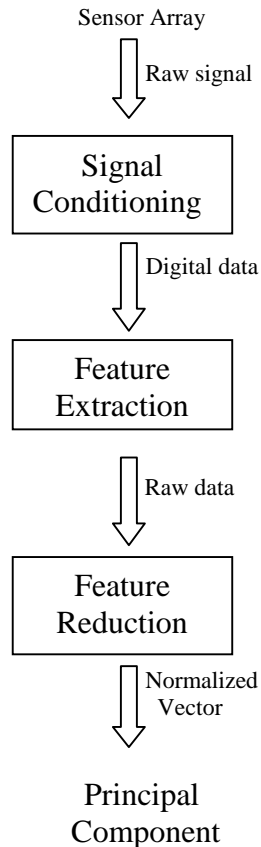 Sensor Array
Raw signal
Signal
Conditioning
Digital data
Feature
Extraction
Raw data
Feature
Reduction
Normalized
Vector
Principal
Component